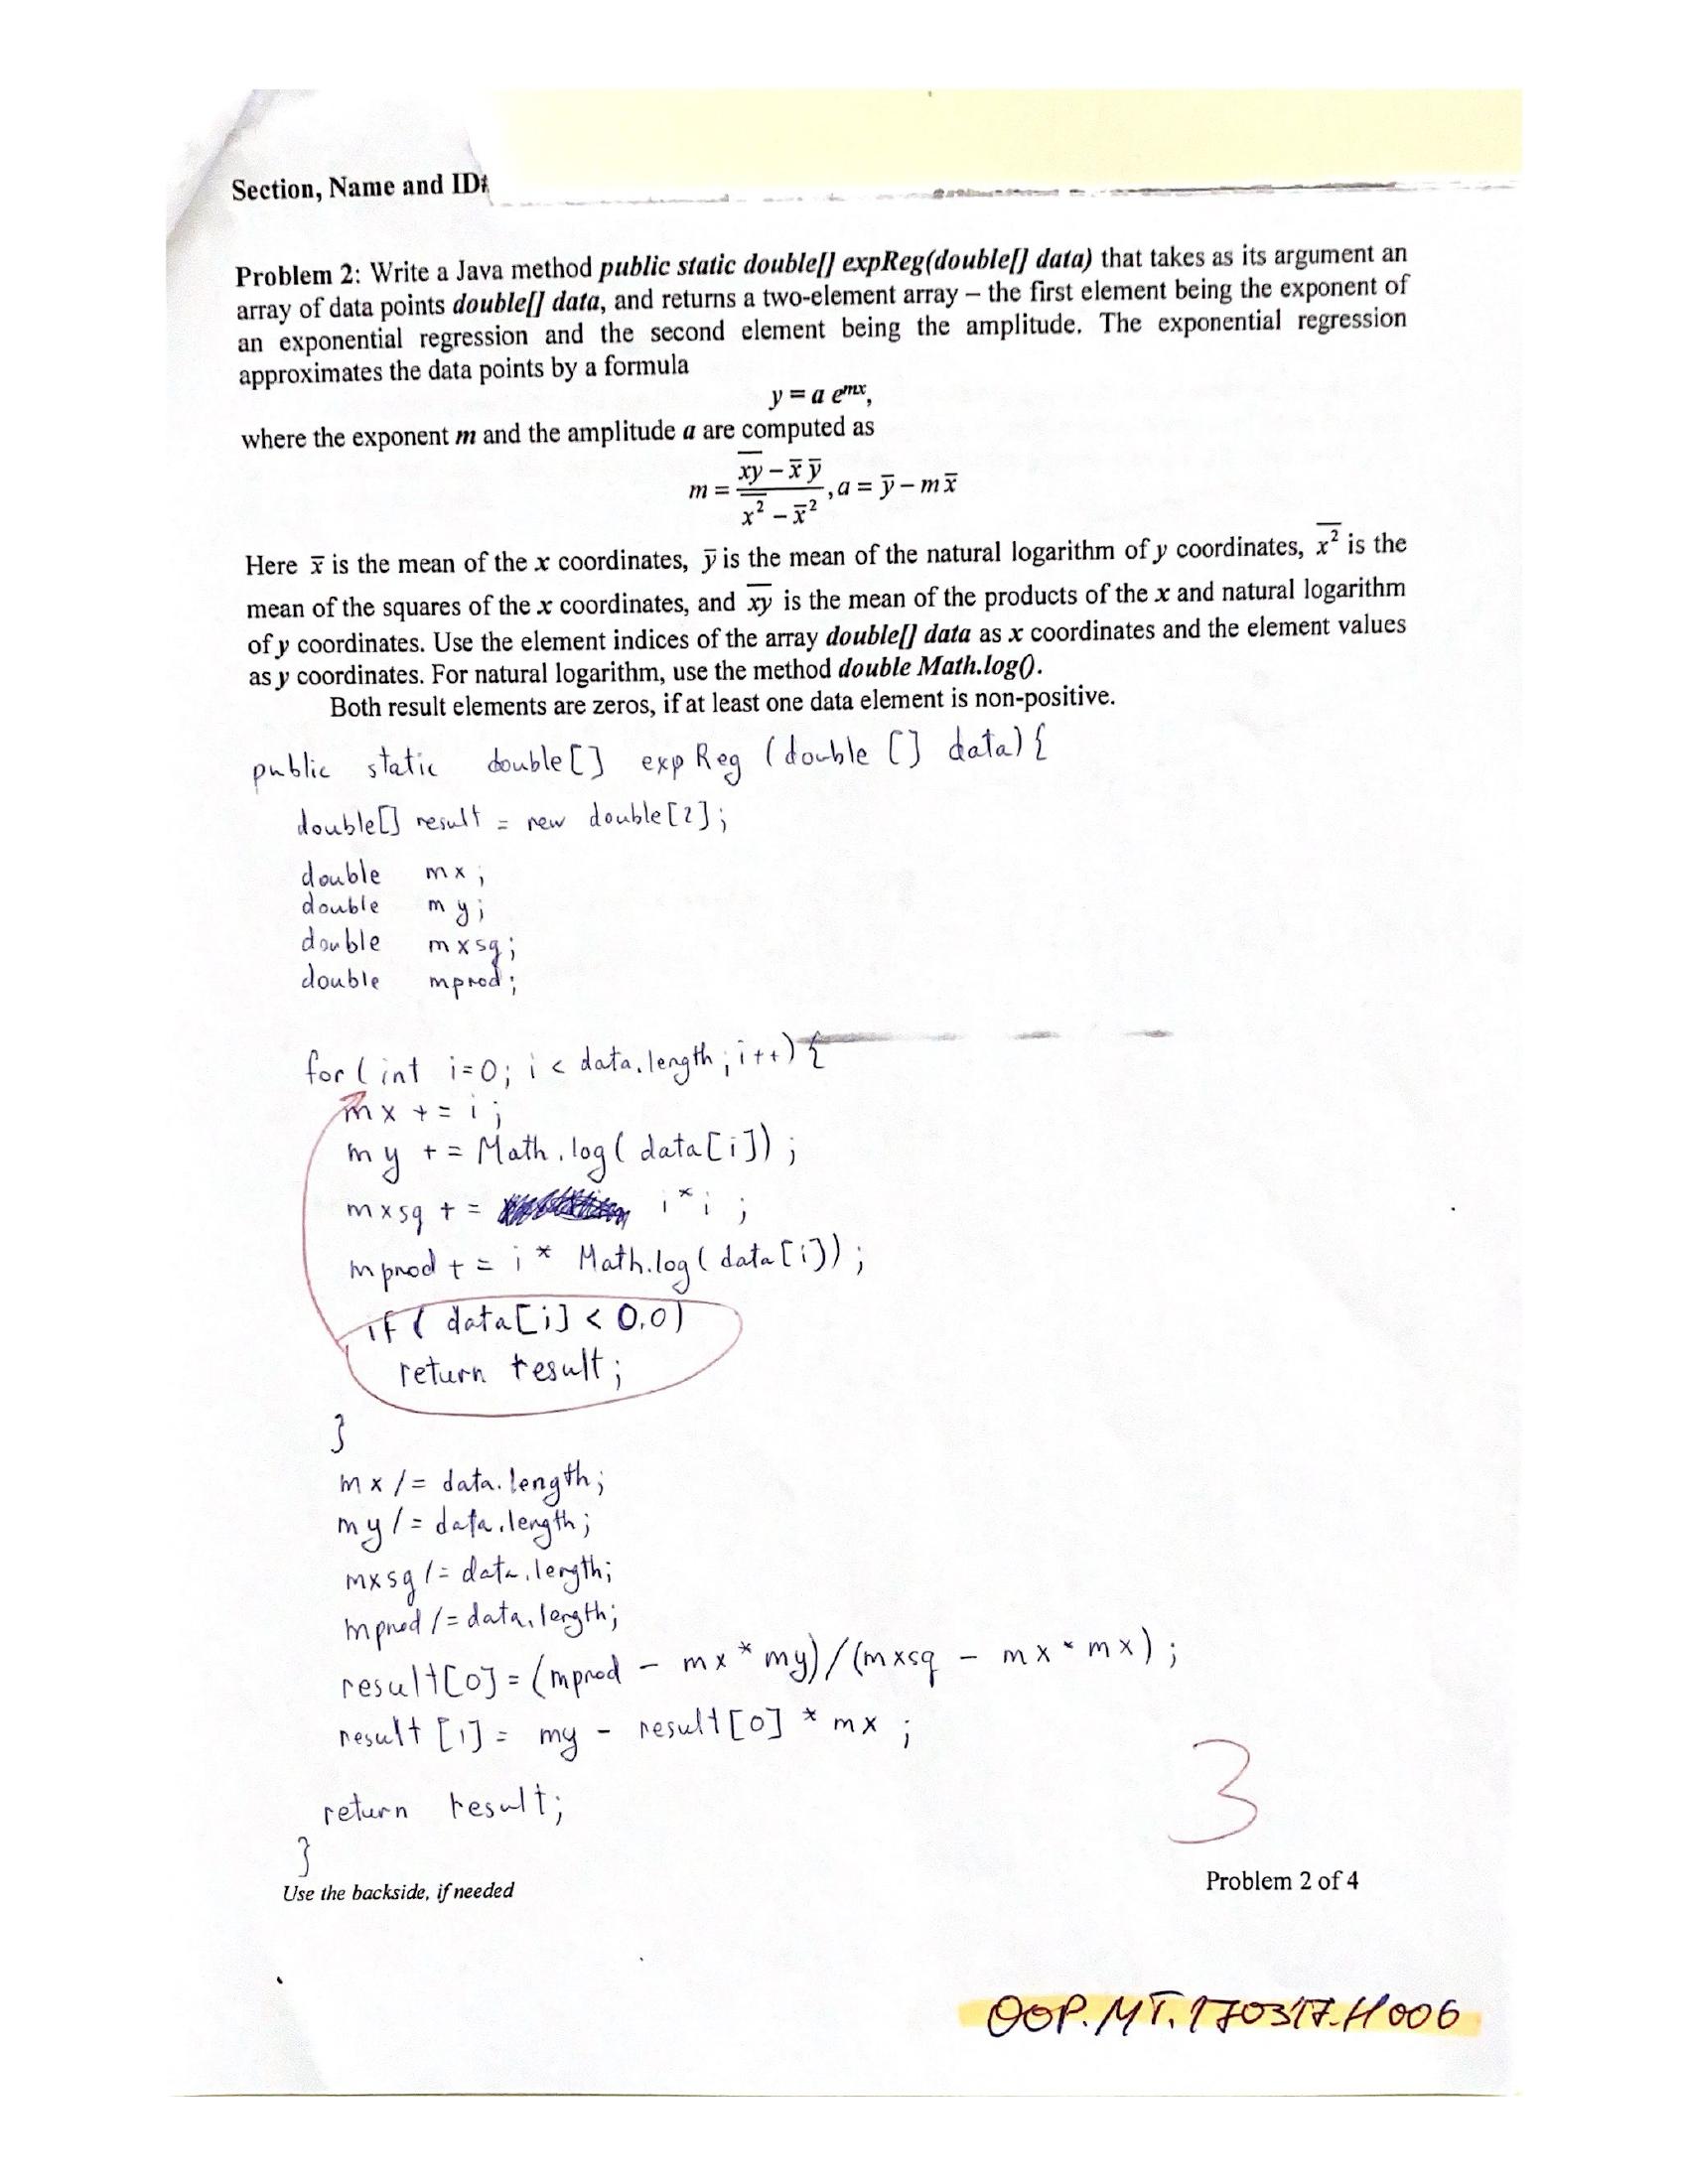 Section, Name and ID#
Problem 2: Write a Java method public static double[] expReg(double[] data) that takes as its argument an
array of data points double[] data, and returns a two-element array – the first element being the exponent of
an exponential regression and the second element being the amplitude. The exponential regression
approximates the data points by a formula
y = a e^{mx},
where the exponent m and the amplitude a are computed as
m = \frac{\overline{xy} - \bar{x}\,\bar{y}}{\overline{x^2} - \bar{x}^2}, a = \bar{y} - m\bar{x}
Here \bar{x} is the mean of the x coordinates, \bar{y} is the mean of the natural logarithm of y coordinates, \overline{x^2} is the
mean of the squares of the x coordinates, and \overline{xy} is the mean of the products of the x and natural logarithm
of y coordinates. Use the element indices of the array double[] data as x coordinates and the element values
as y coordinates. For natural logarithm, use the method double Math.log().
Both result elements are zeros, if at least one data element is non-positive.
public static double[] expReg (double [] data) {
double[] result = new double[2];
double mx;
double my;
double mxsq;
double mprod;
for (int i=0; i < data.length; i++) {
mx += i;
my += Math.log( data[i]);
mxsq += i*i;
mprod += i * Math.log( data[i]);
if ( data[i] < 0.0)
return result;
}
mx /= data.length;
my /= data.length;
mxsq /= data.length;
mprod /= data.length;
result[0] = (mprod - mx * my)/(mxsq - mx * mx);
result [1] = my - result[0] * mx;
return result;
}
3
Use the backside, if needed
Problem 2 of 4
OOP.MT.170317.H006